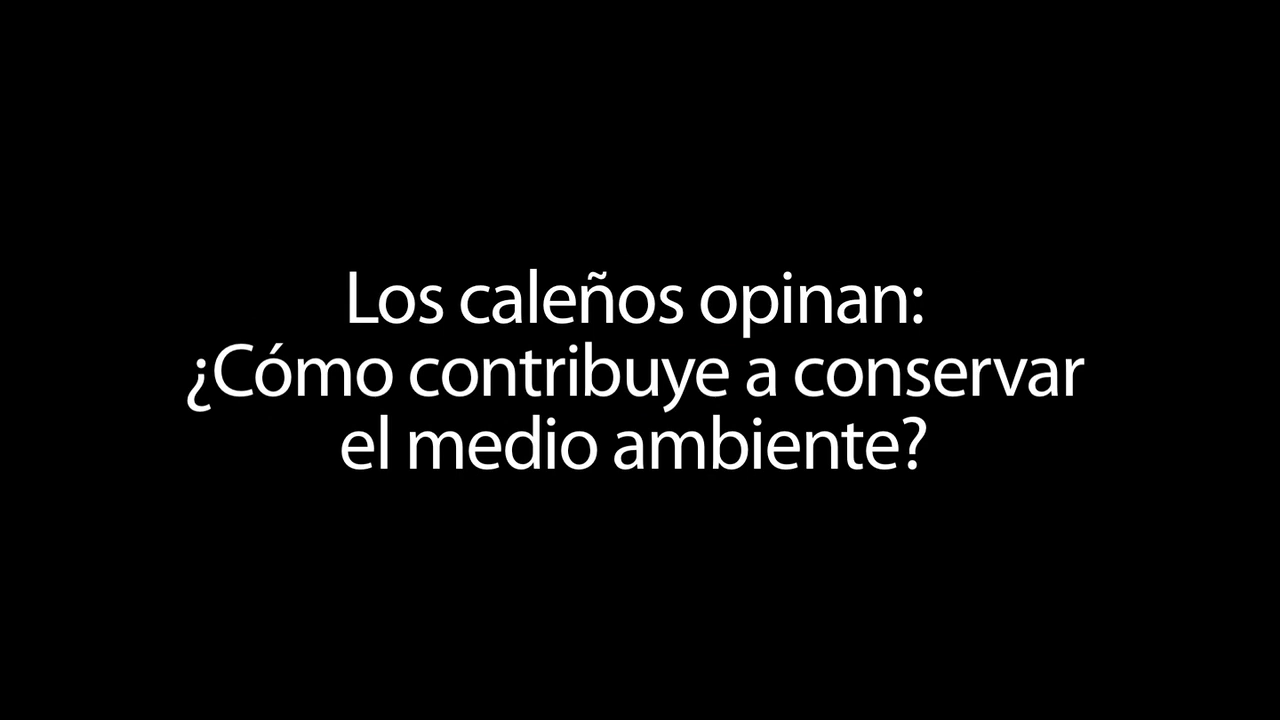 Los caleños opinan:
¿Cómo contribuye a conservar
el medio ambiente?